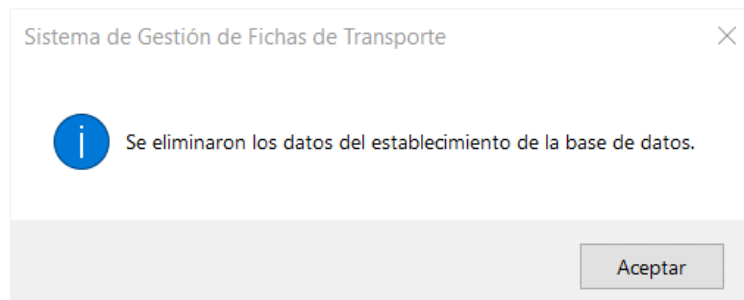 Sistema de Gestión de Fichas de Transporte
Se eliminaron los datos del establecimiento de la base de datos.
Aceptar